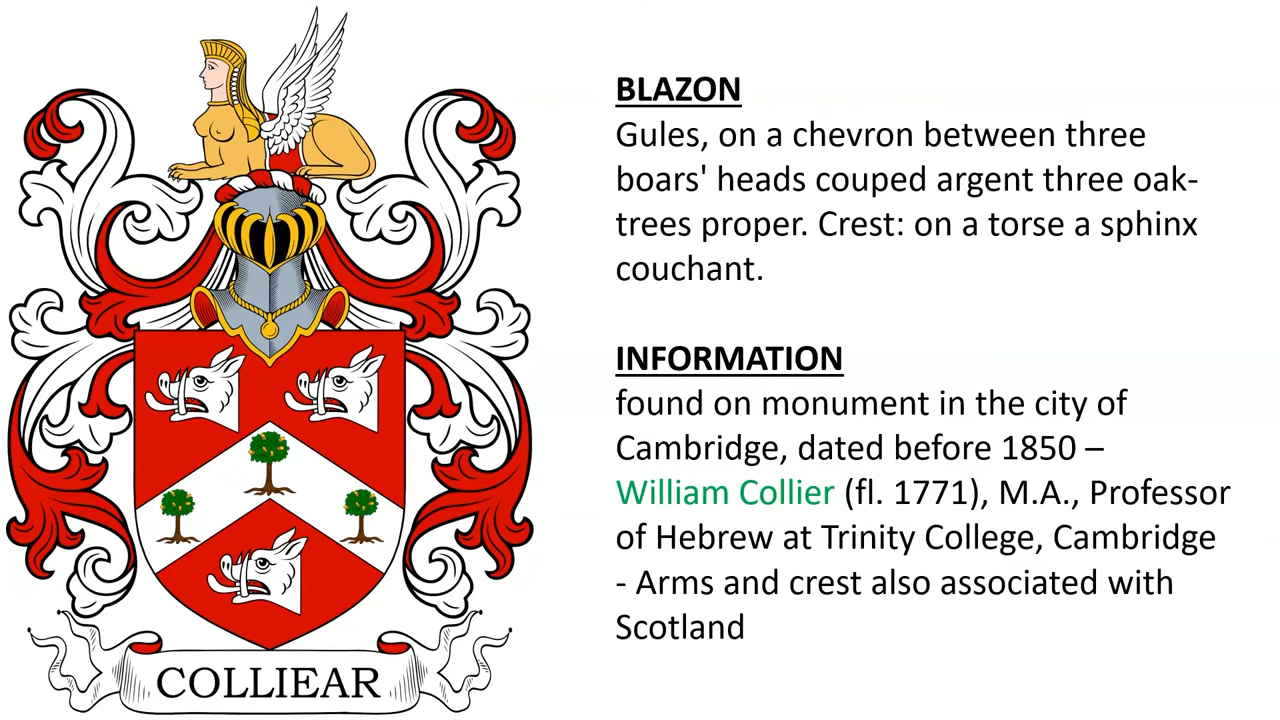 BLAZON
Gules, on a chevron between three
boars' heads couped argent three oak-
trees proper. Crest: on a torse a sphinx
couchant.
INFORMATION
found on monument in the city of
Cambridge, dated before 1850 –
William Collier (fl. 1771), M.A., Professor
of Hebrew at Trinity College, Cambridge
- Arms and crest also associated with
Scotland
COLLIEAR